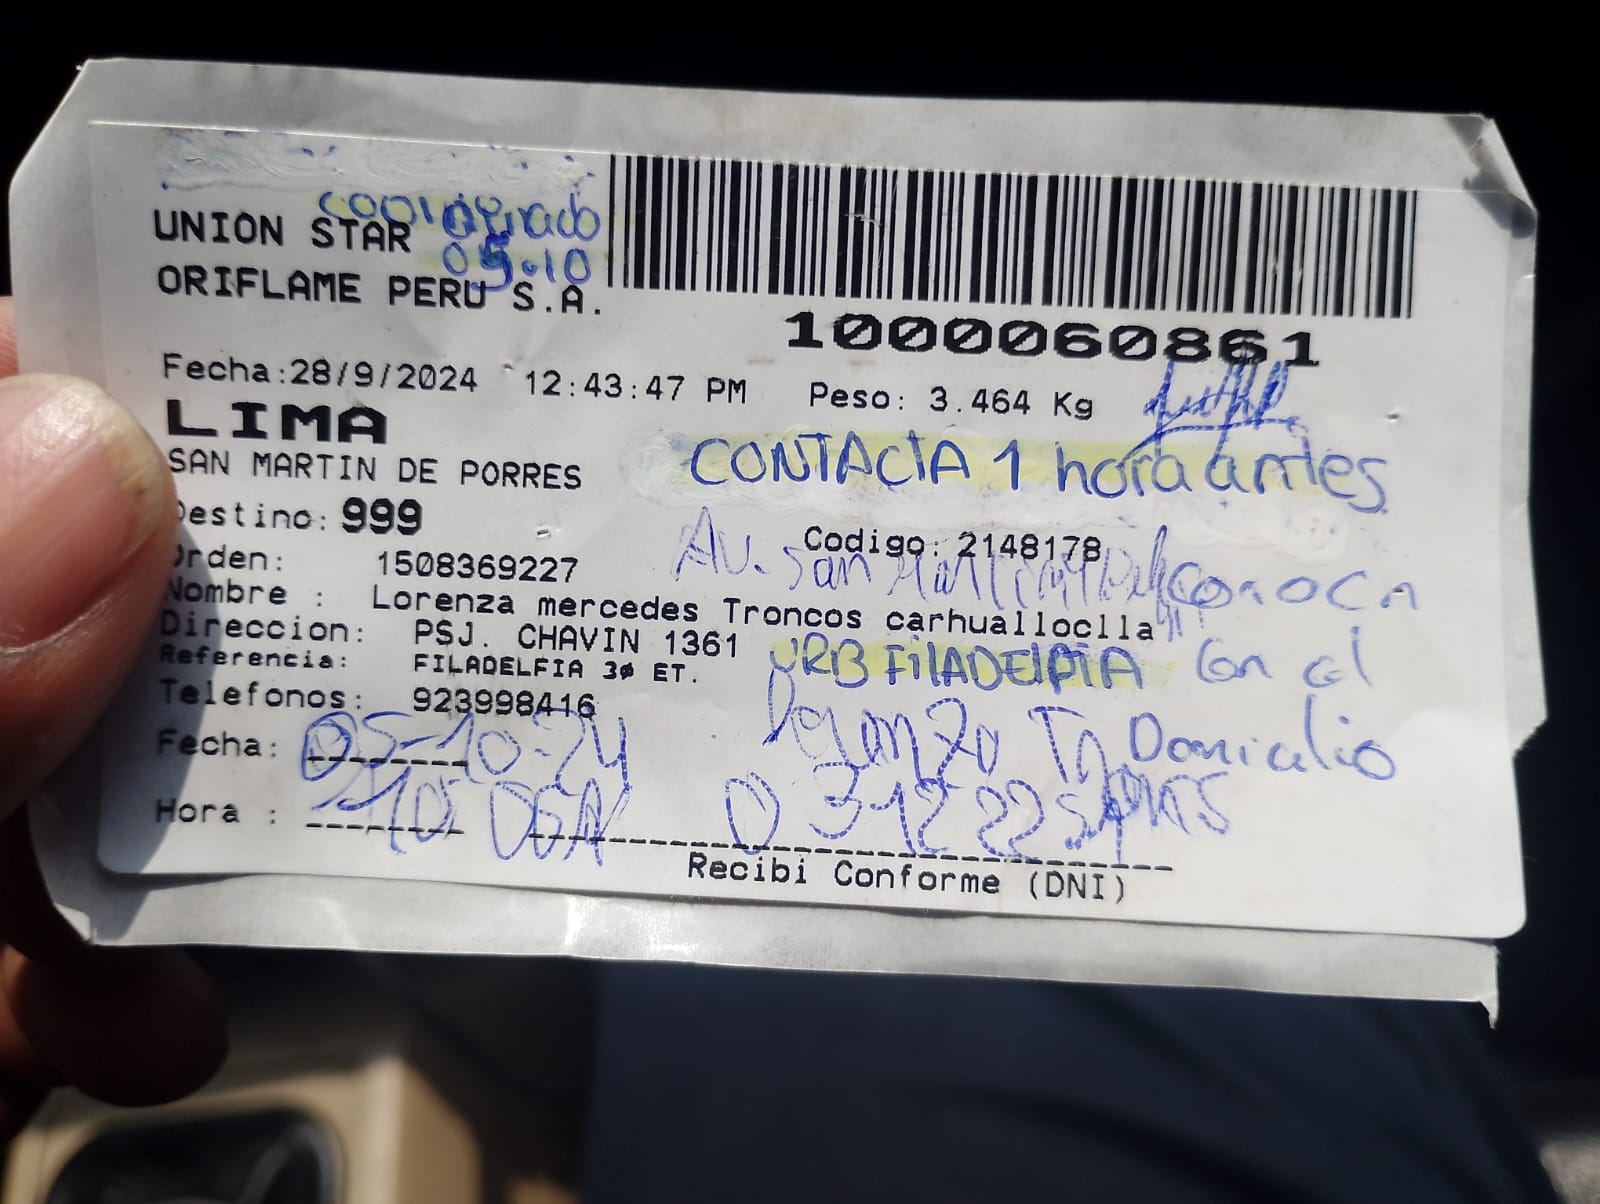 UNION STAR
05.10
ORIFLAME PERU S.A.
1000060861
Fecha:28/9/2024 12:43:47 PM Peso: 3.464 Kg
LIMA
CONTACTA 1 hora antes
SAN MARTIN DE PORRES
Destino: 999
Codigo: 2148178
Av. San
Orden: 1508369227
Nombre : Lorenza mercedes Troncos carhualloclla
Direccion: PSJ. CHAVIN 1361
URB FILADELFIA Con el
Referencia: FILADELFIA 3Ø ET.
Telefonos: 923998416
Fecha: 05-10-24
Domicilio
Hora :
Recibi Conforme (DNI)